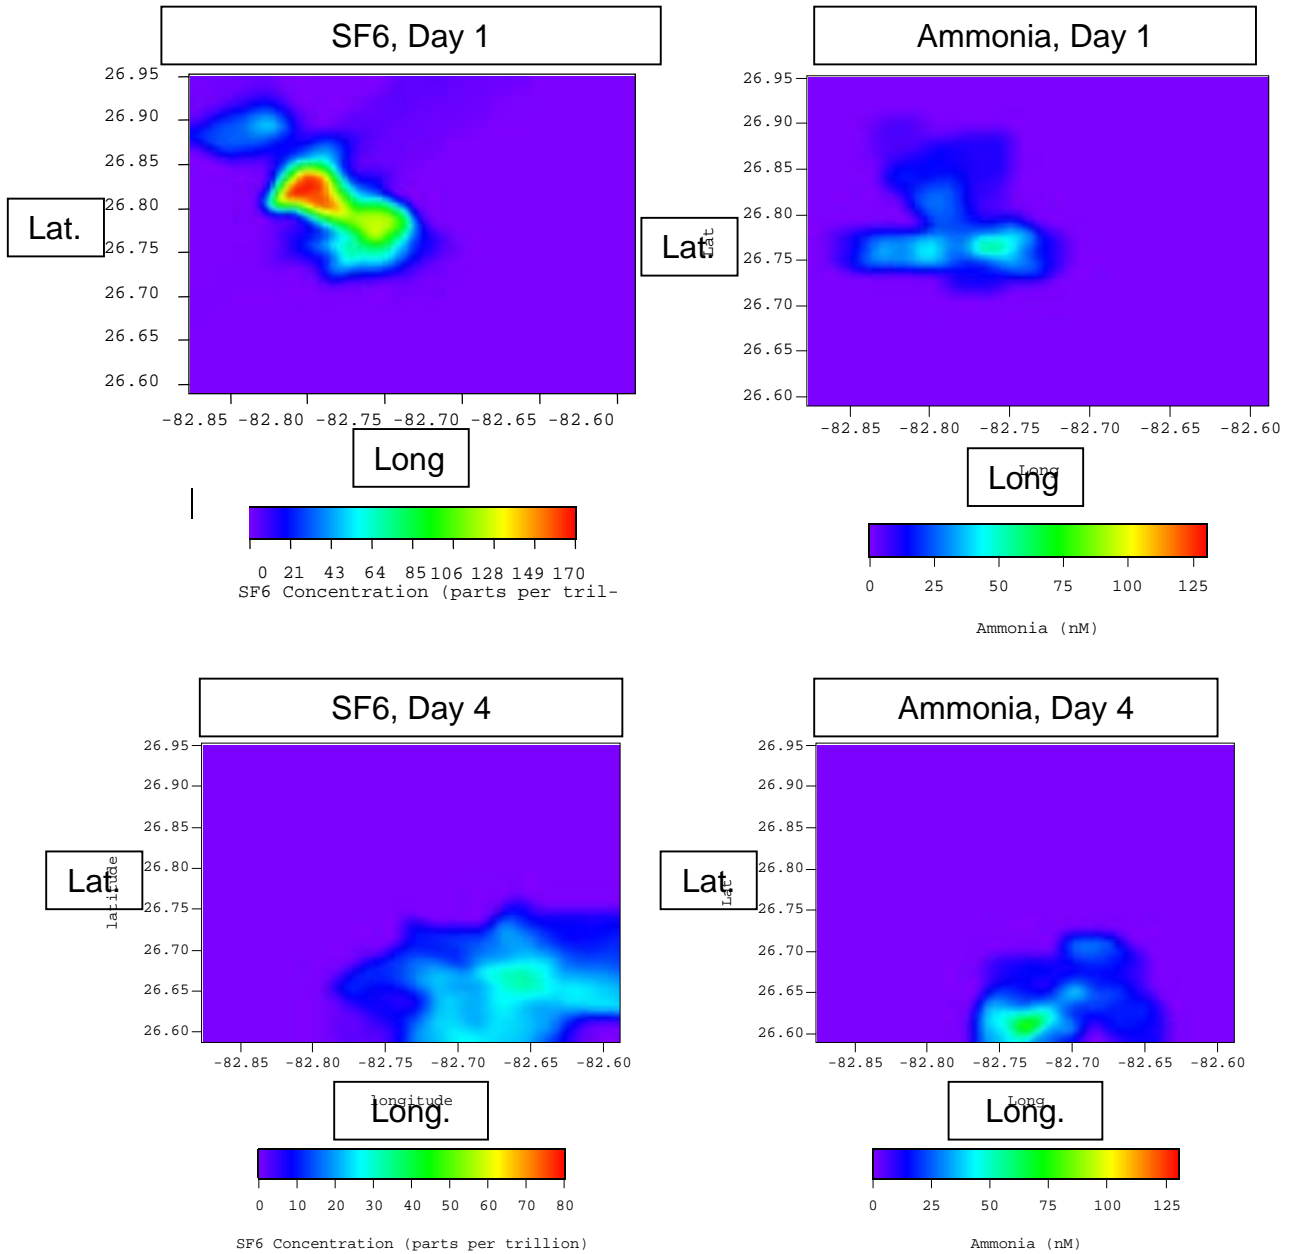 SF6, Day 1
26.95
26.90
26.85
26.80
26.75
26.70
26.65
26.60
Lat.
-82.85 -82.80 -82.75 -82.70 -82.65 -82.60
Long
0 21 43 64 85 106 128 149 170
SF6 Concentration (parts per tril-
Ammonia, Day 1
26.95
26.90
26.85
26.80
26.75
26.70
26.65
26.60
Lat.
Lat
-82.85 -82.80 -82.75 -82.70 -82.65 -82.60
Long
Long
0 25 50 75 100 125
Ammonia (nM)
SF6, Day 4
26.95
26.90
26.85
26.80
26.75
26.70
26.65
26.60
Lat.
latitude
-82.85 -82.80 -82.75 -82.70 -82.65 -82.60
longitude
Long.
0 10 20 30 40 50 60 70 80
SF6 Concentration (parts per trillion)
Ammonia, Day 4
26.95
26.90
26.85
26.80
26.75
26.70
26.65
26.60
Lat.
Lat
-82.85 -82.80 -82.75 -82.70 -82.65 -82.60
Long
Long.
0 25 50 75 100 125
Ammonia (nM)